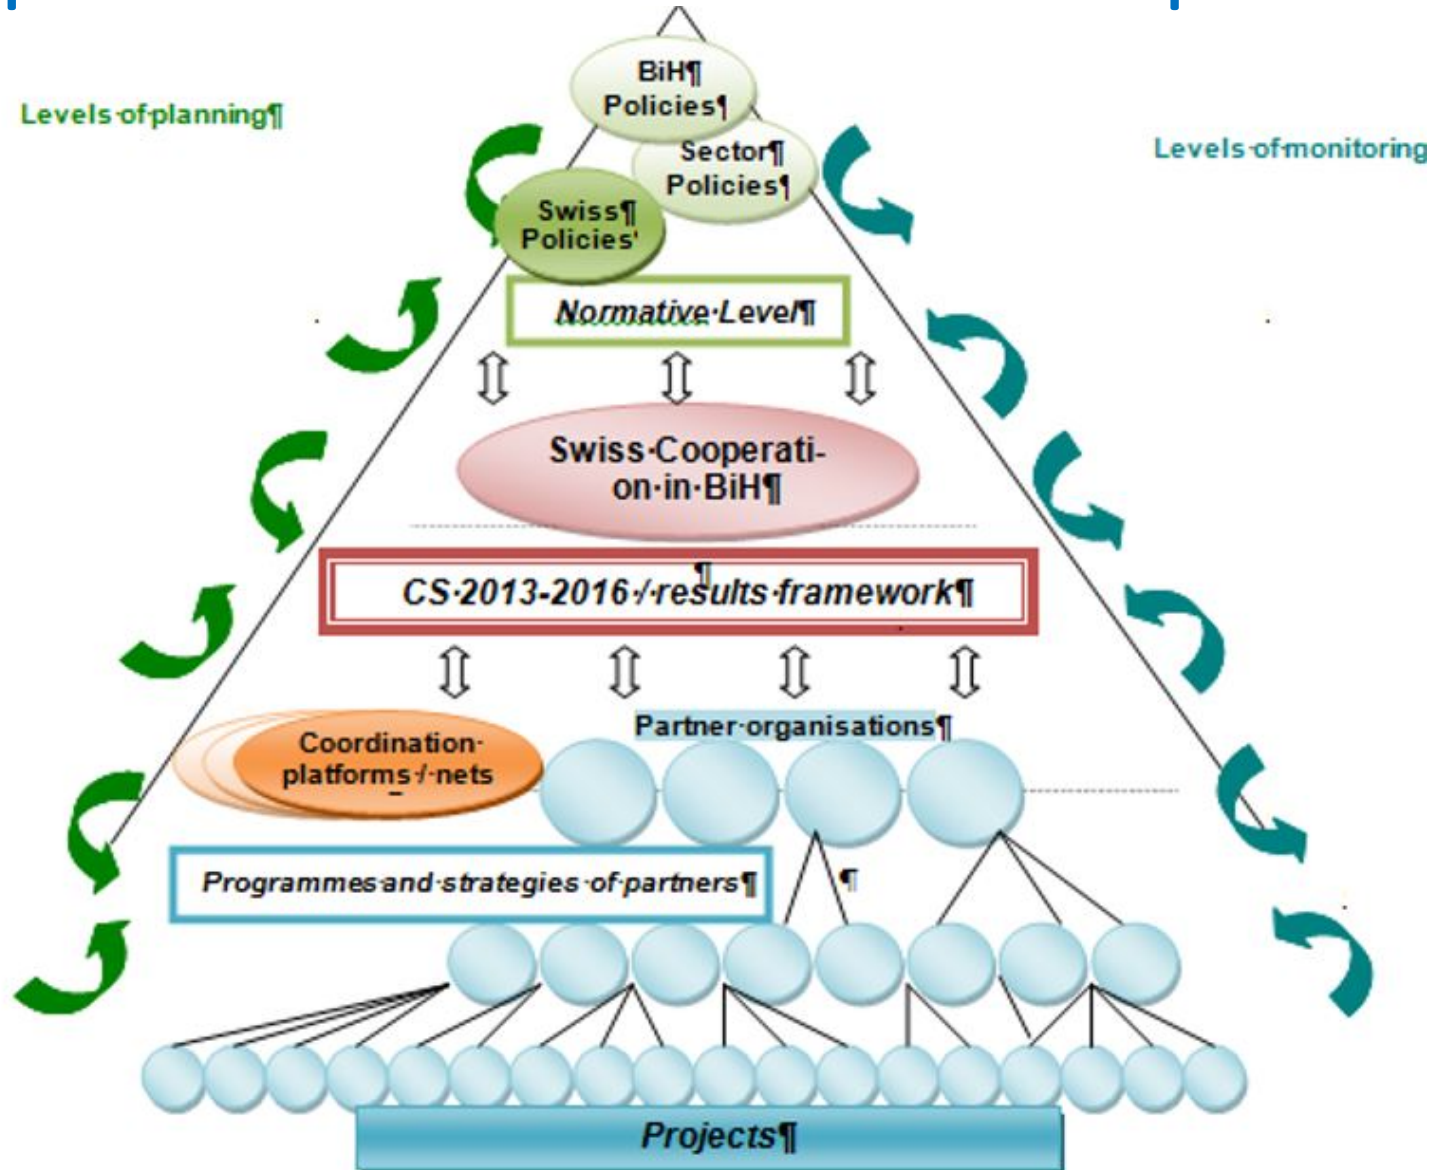 BiH¶
Policies¶
Levels·of·planning¶
Sector¶
Policies¶
Levels·of·monitoring
Swiss¶
Policies'
Normative·Level¶
Swiss·Cooperati-
on·in·BiH¶
¶
CS·2013-2016·/·results·framework¶
Partner·organisations¶
Coordination·
platforms·/·nets
Programmes·and·strategies·of·partners¶
¶
Projects¶